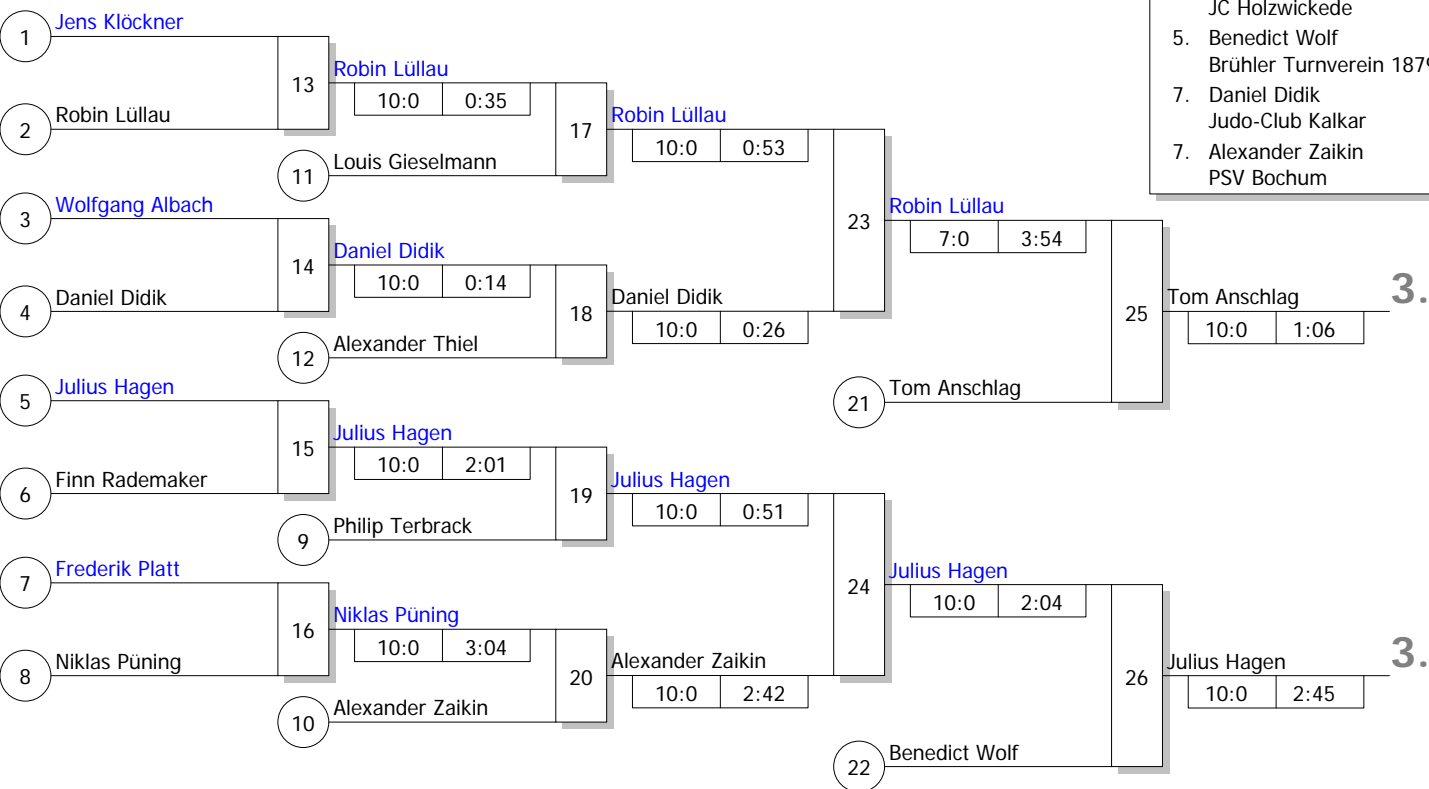 JC Holzwickede
5. Benedict Wolf
Brühler Turnverein 1879
7. Daniel Didik
Judo-Club Kalkar
7. Alexander Zaikin
PSV Bochum
1 Jens Klöckner
2 Robin Lüllau
13 Robin Lüllau
10:0 0:35
11 Louis Gieselmann
17 Robin Lüllau
10:0 0:53
3 Wolfgang Albach
4 Daniel Didik
14 Daniel Didik
10:0 0:14
12 Alexander Thiel
18 Daniel Didik
10:0 0:26
23 Robin Lüllau
7:0 3:54
21 Tom Anschlag
25 Tom Anschlag 3.
10:0 1:06
5 Julius Hagen
6 Finn Rademaker
15 Julius Hagen
10:0 2:01
9 Philip Terbrack
19 Julius Hagen
10:0 0:51
7 Frederik Platt
8 Niklas Püning
16 Niklas Püning
10:0 3:04
10 Alexander Zaikin
20 Alexander Zaikin
10:0 2:42
24 Julius Hagen
10:0 2:04
22 Benedict Wolf
26 Julius Hagen 3.
10:0 2:45